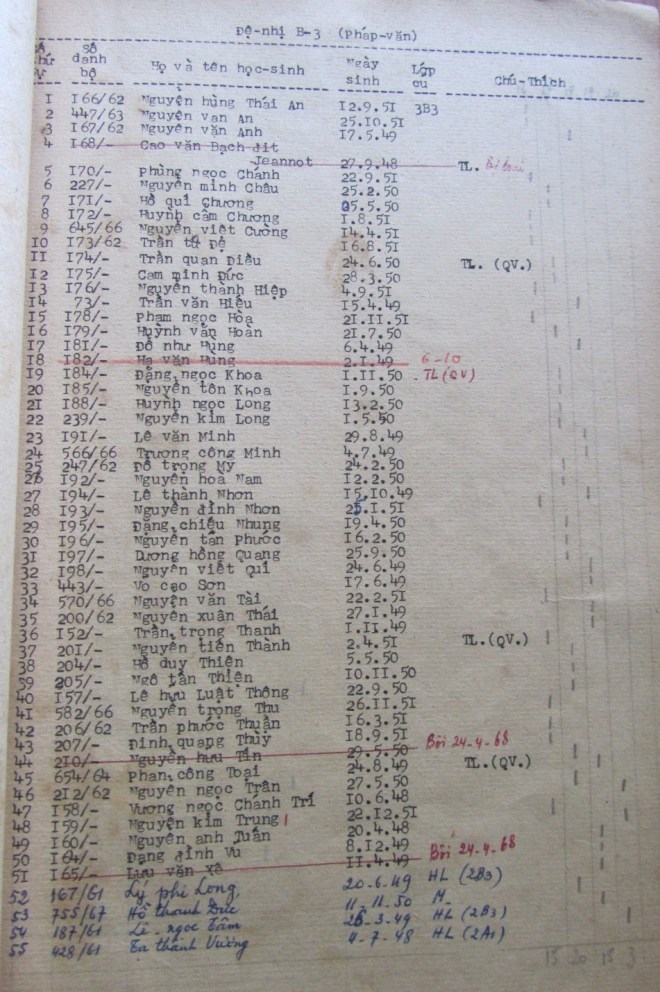 Đệ-nhị B-3 (Pháp-văn)
Số thứ tự Số danh bộ Họ và tên học-sinh Ngày sinh Lớp cu Chú-Thích
1 166/62 Nguyễn hùng Thái An 12.9.51 3B3
2 447/63 Nguyễn văn An 25.10.51
3 167/62 Nguyễn văn Anh 17.5.49
4 168/- Cao văn Bạch dit
Jeannot 27.9.48 TL.
5 170/- Phùng ngọc Chánh 22.9.51
6 227/- Nguyễn minh Châu 25.2.50
7 171/- Hồ quí Chương 25.5.50
8 172/- Huỳnh cẩm Chương 1.8.51
9 645/66 Nguyễn viết Cường 14.4.51
10 173/62 Trần tứ Đệ 16.8.51
11 174/- Trần quan Điều 24.6.50 TL. (QV.)
12 175/- Cam minh Đức 28.3.50
13 176/- Nguyễn thành Hiệp 4.9.51
14 73/- Trần văn Hiếu 15.4.49
15 178/- Phạm ngọc Hòa 21.11.51
16 179/- Huỳnh văn Hoàn 21.7.50
17 181/- Đỗ như Hùng 6.4.49
18 182/- Hạ văn Hùng 2.1.49 6-10
19 184/- Đặng ngọc Khoa 1.11.50 TL(QV)
20 185/- Nguyễn tôn Khoa 1.9.50
21 188/- Huỳnh ngọc Long 13.2.50
22 239/- Nguyễn kim Long 1.5.50
23 191/- Lê văn Minh 29.8.49
24 566/66 Trương công Minh 4.7.49
25 247/62 Đỗ trọng My 24.2.50
26 192/- Nguyễn hoa Nam 12.2.50
27 194/- Lê thành Nhơn 15.10.49
28 193/- Nguyễn đình Nhơn 25.1.51
29 195/- Đặng chiêu Nhung 19.4.50
30 196/- Nguyễn tấn Phước 16.2.50
31 197/- Dương hồng Quang 25.9.50
32 198/- Nguyễn viết Quí 24.6.49
33 443/- Vo cao Sơn 17.6.49
34 570/66 Nguyễn văn Tài 22.2.51
35 200/62 Nguyễn xuân Thái 27.1.49
36 152/- Trần trọng Thanh 1.11.49
37 201/- Nguyễn tiến Thành 2.4.51 TL.(QV.)
38 204/- Hồ duy Thiện 5.5.50
39 205/- Ngô tấn Thiên 10.11.50
40 157/- Lê hưu Luật Thông 22.9.50
41 582/66 Nguyễn trọng Thu 26.11.51
42 206/62 Trần phước Thuận 16.3.51
43 207/- Đinh quang Thùy 18.9.51
44 210/- Nguyễn hưu Tín 29.5.50 Bôi 24-4-68
45 654/64 Phan công Toại 24.8.49 TL.(QV.)
46 212/62 Nguyễn ngọc Trân 27.5.50
47 158/- Vương ngọc Chánh Trí 10.6.48
48 159/- Nguyễn kim Trung 22.12.51
49 160/- Nguyễn anh Tuấn 20.4.48
50 164/- Đặng đình Vu 8.12.49
51 165/- Lưu văn Xê 11.4.49 Bôi 24-4-68
52 167/61 Lý phi Long 20-6-49 HL (2B3)
53 755/67 Hồ thanh Đức 11-11-50 M
54 187/61 Lê ngọc Tâm 28-3-49 HL (2B3)
55 428/61 Tạ thanh Vương 4-7-48 HL (2A1)
15 20 15 3